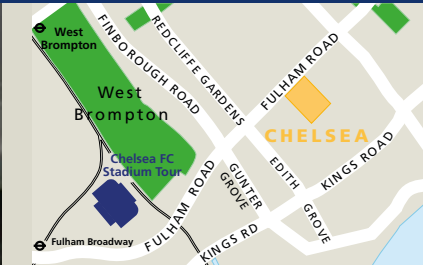 West
Brompton
FINBOROUGH ROAD
REDCLIFFE GARDENS
FULHAM ROAD
West
Brompton
CHELSEA
Chelsea FC
Stadium Tour
KINGS ROAD
EDITH GROVE
GUNTER
GROVE
FULHAM ROAD
KINGS RD
Fulham Broadway